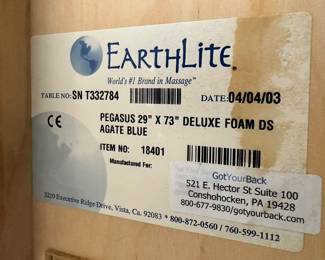 EARTHLITE
World's #1 Brand in Massage™
TABLE NO: SN T332784 DATE: 04/04/03
CE PEGASUS 29" X 73" DELUXE FOAM DS
AGATE BLUE
ITEM NO: 18401
Manufactured For:
GotYourBack
521 E. Hector St Suite 100
Conshohocken, PA 19428
800-677-9830/gotyourback.com
3210 Executive Ridge Drive, Vista, Ca. 92083 * 800-872-0560 / 760-599-1112